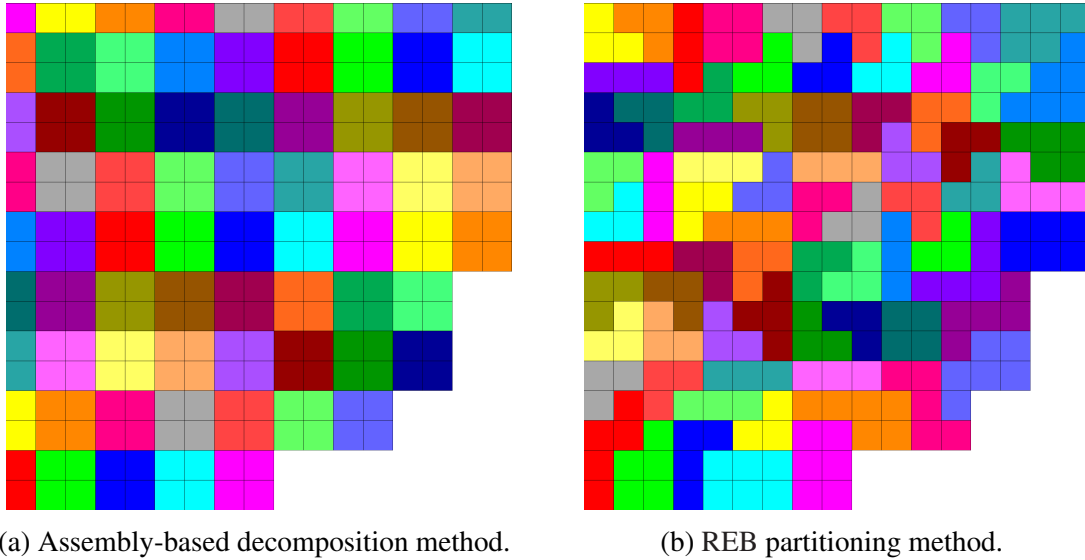 (a) Assembly-based decomposition method.
(b) REB partitioning method.